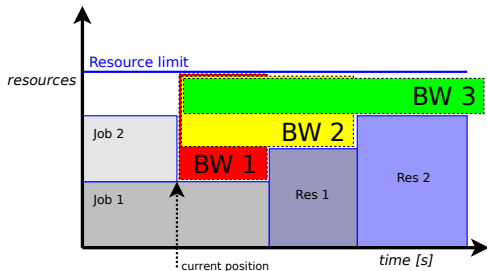 Resource limit
resources
BW 3
Job 2
BW 2
BW 1
Job 1
Res 1
Res 2
current position
time [s]